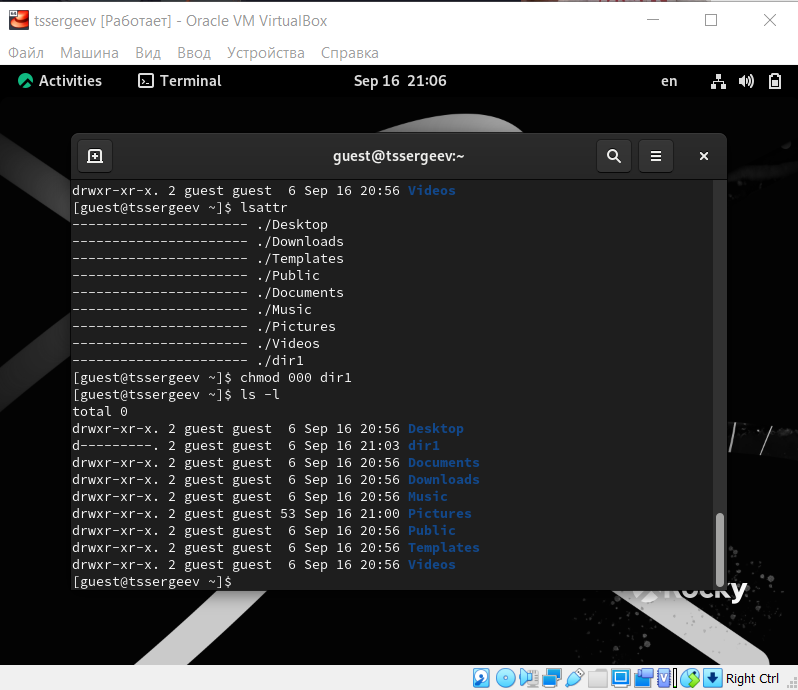 tssergeev [Работает] - Oracle VM VirtualBox
Файл Машина Вид Ввод Устройства Справка
Activities Terminal Sep 16 21:06 en
guest@tssergeev:~
drwxr-xr-x. 2 guest guest  6 Sep 16 20:56 Videos
[guest@tssergeev ~]$ lsattr
---------------------- ./Desktop
---------------------- ./Downloads
---------------------- ./Templates
---------------------- ./Public
---------------------- ./Documents
---------------------- ./Music
---------------------- ./Pictures
---------------------- ./Videos
---------------------- ./dir1
[guest@tssergeev ~]$ chmod 000 dir1
[guest@tssergeev ~]$ ls -l
total 0
drwxr-xr-x. 2 guest guest  6 Sep 16 20:56 Desktop
d---------. 2 guest guest  6 Sep 16 21:03 dir1
drwxr-xr-x. 2 guest guest  6 Sep 16 20:56 Documents
drwxr-xr-x. 2 guest guest  6 Sep 16 20:56 Downloads
drwxr-xr-x. 2 guest guest  6 Sep 16 20:56 Music
drwxr-xr-x. 2 guest guest 53 Sep 16 21:00 Pictures
drwxr-xr-x. 2 guest guest  6 Sep 16 20:56 Public
drwxr-xr-x. 2 guest guest  6 Sep 16 20:56 Templates
drwxr-xr-x. 2 guest guest  6 Sep 16 20:56 Videos
[guest@tssergeev ~]$
Rocky
Right Ctrl